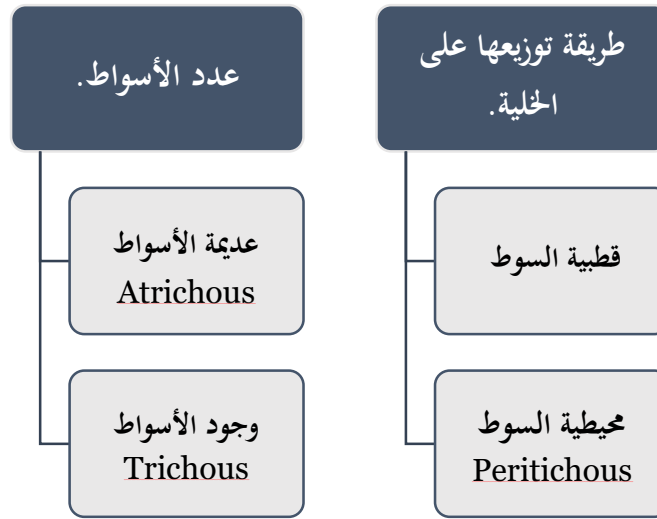 طريقة توزيعها على
الخلية.
قطبية السوط
محيطية السوط
Peritichous
عدد الأسواط.
عديمة الأسواط
Atrichous
وجود الأسواط
Trichous